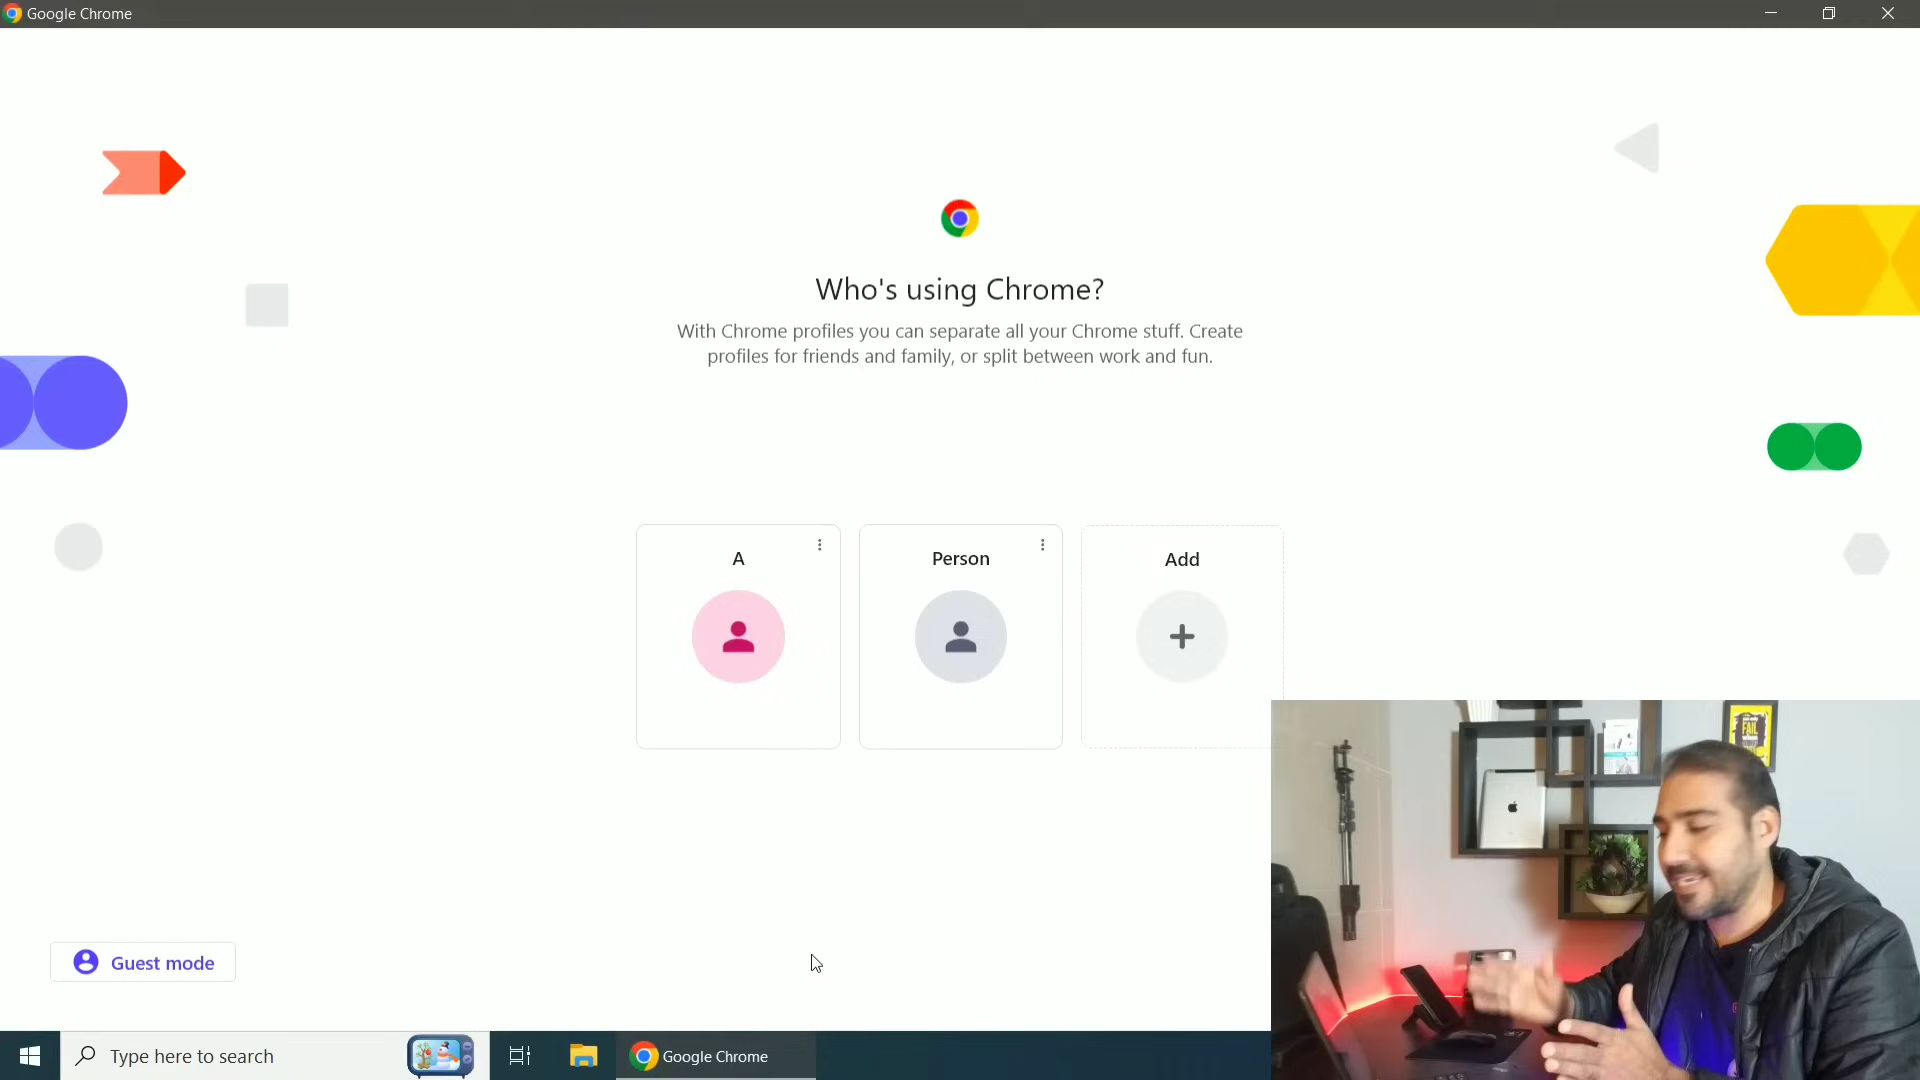 Google Chrome
Who's using Chrome?
With Chrome profiles you can separate all your Chrome stuff. Create
profiles for friends and family, or split between work and fun.
A
Person
Add
FAIL
Guest mode
Type here to search
Google Chrome